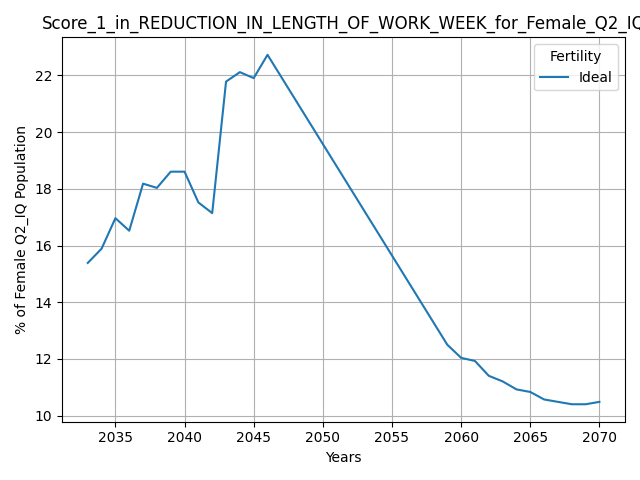 Score_1_in_REDUCTION_IN_LENGTH_OF_WORK_WEEK_for_Female_Q2_IQ
Fertility
Ideal
% of Female Q2_IQ Population
22
20
18
16
14
12
10
2035 2040 2045 2050 2055 2060 2065 2070
Years